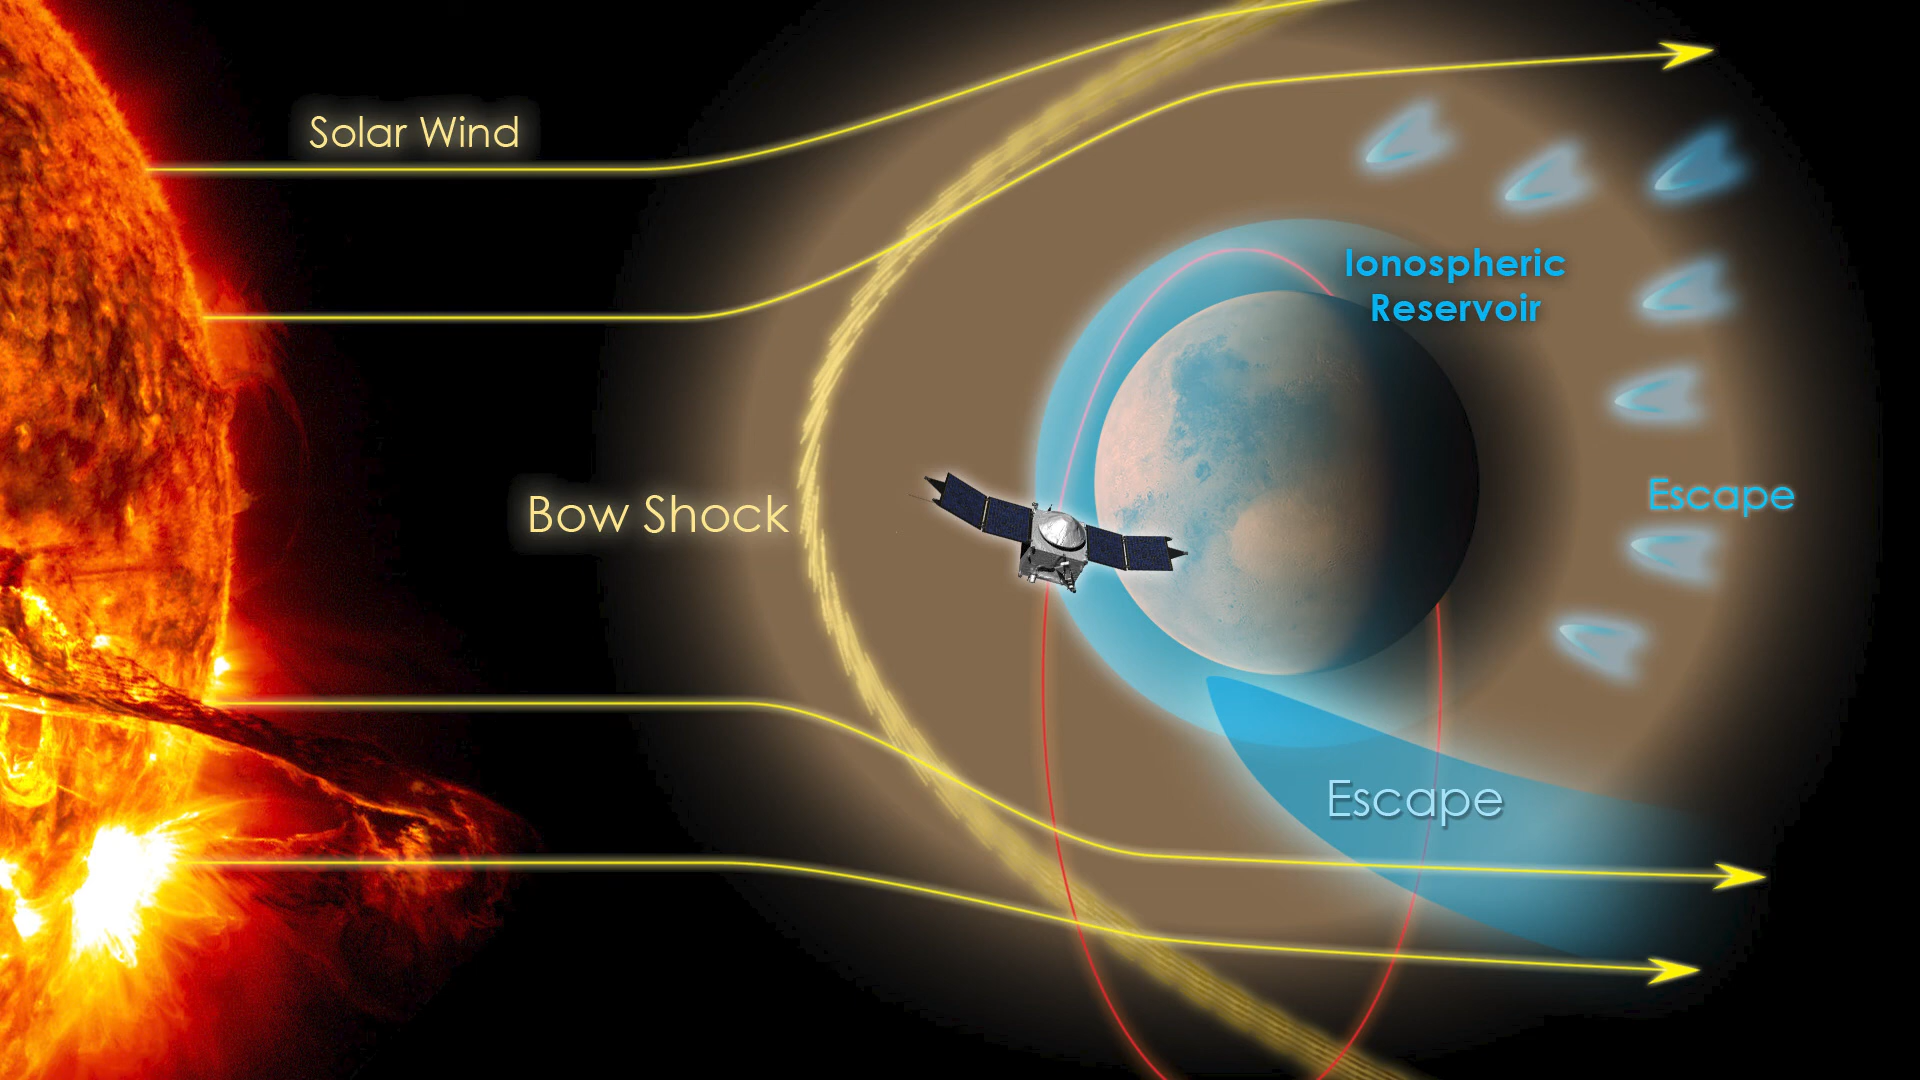 Solar Wind
Ionospheric
Reservoir
Escape
Bow Shock
Escape